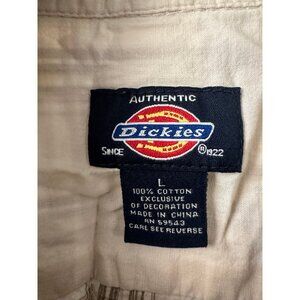 AUTHENTIC
Dickies
SINCE ®1922
L
100% COTTON
EXCLUSIVE
OF DECORATION
MADE IN CHINA
RN 59543
CARE SEE REVERSE